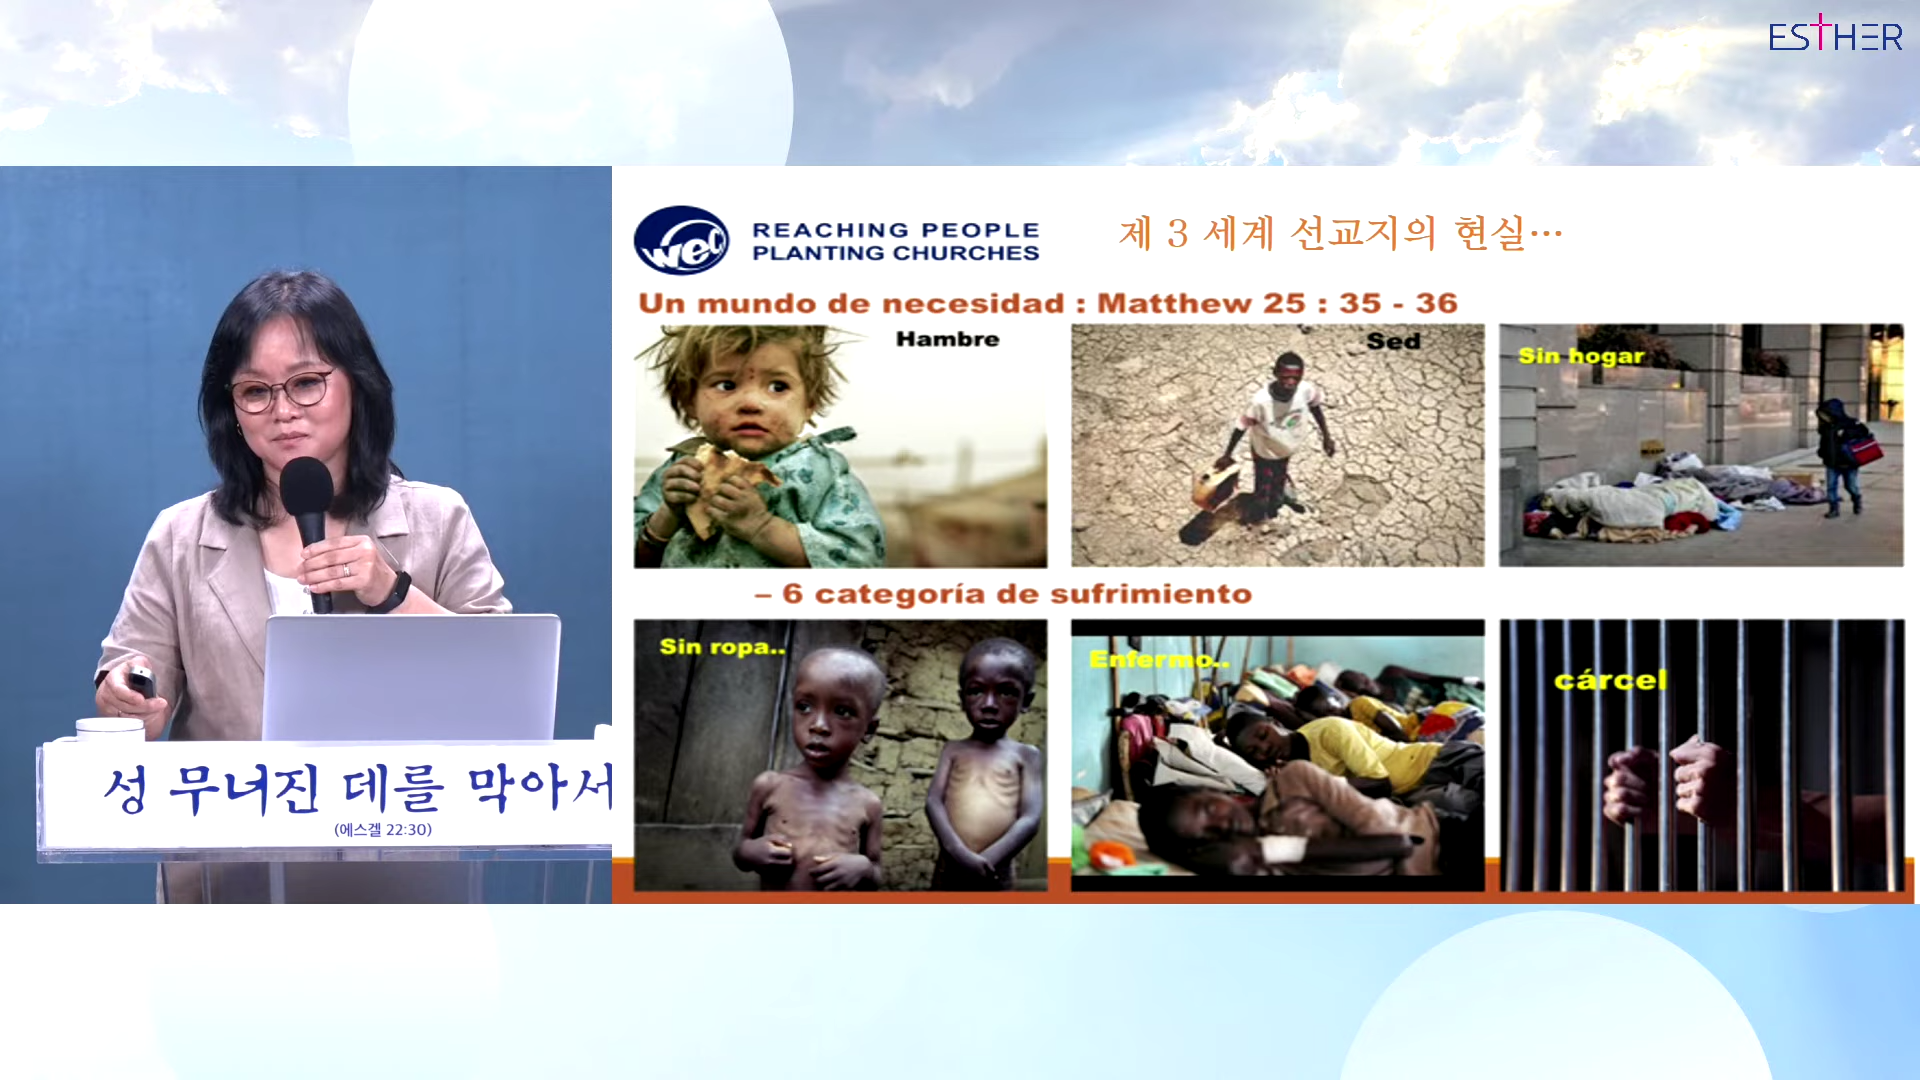 ESTHER
wec
REACHING PEOPLE
PLANTING CHURCHES
제 3 세계 선교지의 현실…
Un mundo de necesidad : Matthew 25 : 35 - 36
Hambre
Sed
Sin hogar
– 6 categoría de sufrimiento
Sin ropa..
Enfermo..
cárcel
성 무너진 데를 막아서
(에스겔 22:30)